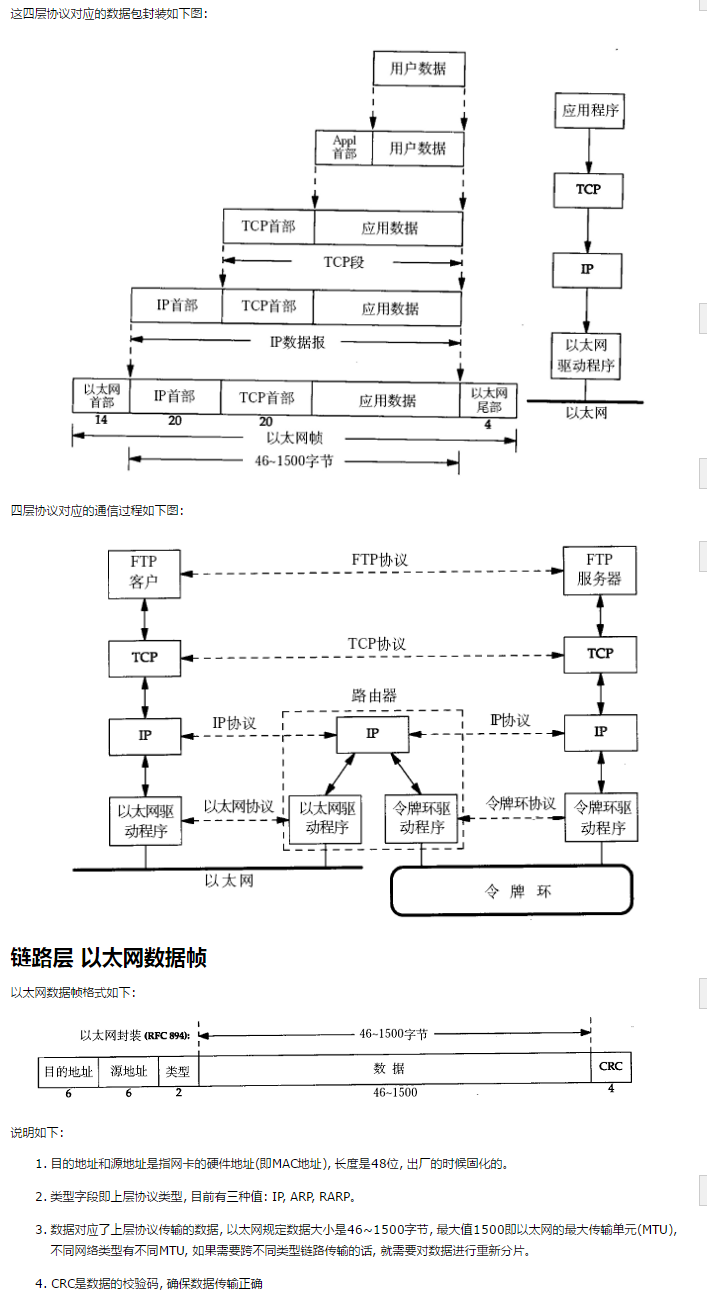 这四层协议对应的数据包封装如下图：
用户数据
应用程序
Appl
首部
用户数据
TCP
TCP首部
应用数据
TCP段
IP
IP首部
TCP首部
应用数据
IP数据报
以太网
驱动程序
以太网
首部
IP首部
TCP首部
应用数据
以太网
尾部
以太网
14
20
20
4
以太网帧
46~1500字节
四层协议对应的通信过程如下图：
FTP
客户
FTP协议
FTP
服务器
TCP
TCP协议
TCP
路由器
IP
IP协议
IP
IP协议
IP
以太网驱
动程序
以太网协议
以太网驱
动程序
令牌环驱
动程序
令牌环协议
令牌环驱
动程序
以太网
令 牌 环
链路层 以太网数据帧
以太网数据帧格式如下：
以太网封装 (RFC 894):
46~1500字节
目的地址
源地址
类型
数 据
CRC
6
6
2
46~1500
4
说明如下：
1. 目的地址和源地址是指网卡的硬件地址(即MAC地址), 长度是48位, 出厂的时候固化的。
2. 类型字段即上层协议类型, 目前有三种值: IP, ARP, RARP。
3. 数据对应了上层协议传输的数据, 以太网规定数据大小是46~1500字节, 最大值1500即以太网的最大传输单元(MTU),
不同网络类型有不同MTU, 如果需要跨不同类型链路传输的话, 就需要对数据进行重新分片。
4. CRC是数据的校验码, 确保数据传输正确